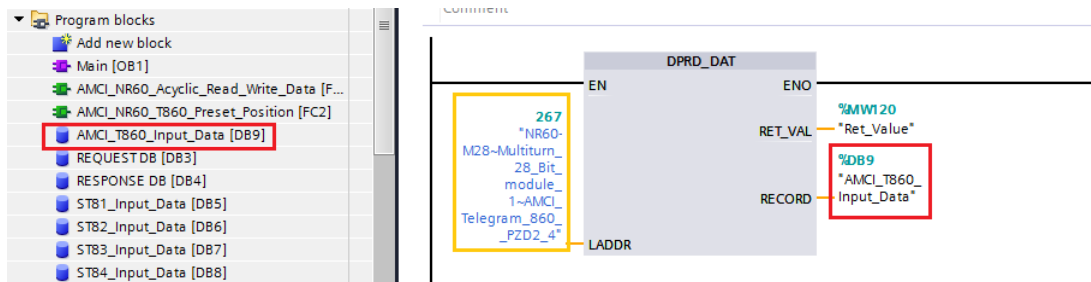 Program blocks
Add new block
Main [OB1]
AMCI_NR60_Acyclic_Read_Write_Data [F...
AMCI_NR60_T860_Preset_Position [FC2]
AMCI_T860_Input_Data [DB9]
REQUEST DB [DB3]
RESPONSE DB [DB4]
ST81_Input_Data [DB5]
ST82_Input_Data [DB6]
ST83_Input_Data [DB7]
ST84_Input_Data [DB8]
Comment
DPRD_DAT
EN
ENO
267
"NR60-
M28~Multiturn_
28_Bit_
module_
1~AMCI_
Telegram_860_
_PZD2_4"
LADDR
RET_VAL
%MW120
"Ret_Value"
RECORD
%DB9
"AMCI_T860_
Input_Data"